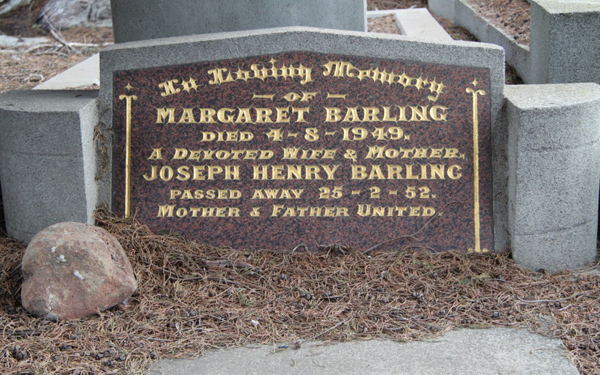 In Loving Memory
— OF —
MARGARET BARLING
DIED 4-8-1949.
A DEVOTED WIFE & MOTHER.
JOSEPH HENRY BARLING
PASSED AWAY 25-2-52.
MOTHER & FATHER UNITED.